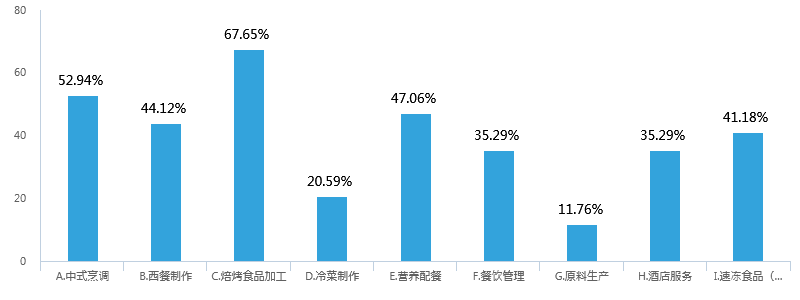 80
60
40
20
0
52.94%
44.12%
67.65%
20.59%
47.06%
35.29%
11.76%
35.29%
41.18%
A.中式烹调
B.西餐制作
C.焙烤食品加工
D.冷菜制作
E.营养配餐
F.餐饮管理
G.原料生产
H.酒店服务
I.速冻食品（...